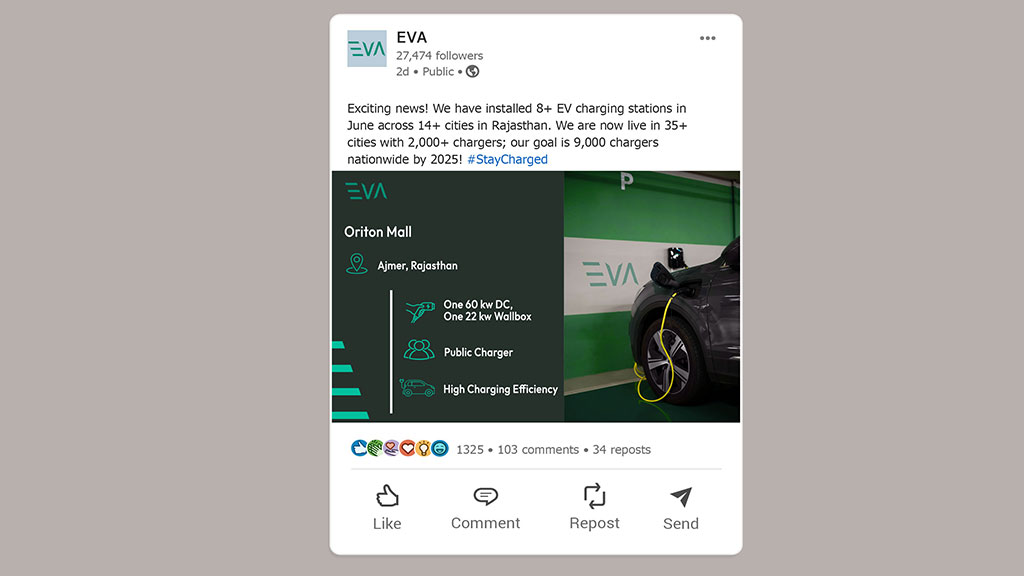 EVA
EVA
27,474 followers
2d • Public •
Exciting news! We have installed 8+ EV charging stations in
June across 14+ cities in Rajasthan. We are now live in 35+
cities with 2,000+ chargers; our goal is 9,000 chargers
nationwide by 2025! #StayCharged
EVA
P
Oriton Mall
Ajmer, Rajasthan
EVA
One 60 kw DC,
One 22 kw Wallbox
Public Charger
High Charging Efficiency
1325 • 103 comments • 34 reposts
Like
Comment
Repost
Send